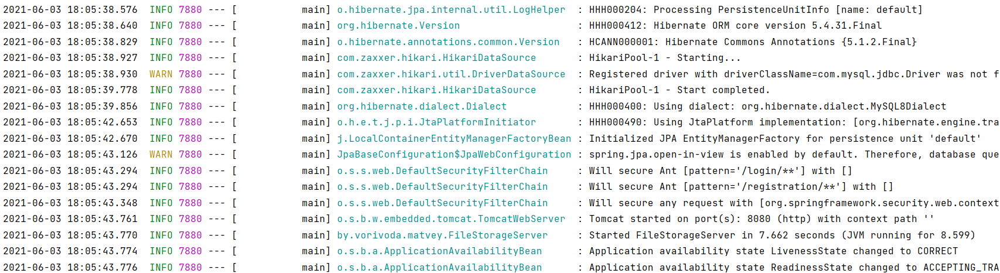 2021-06-03 18:05:38.576  INFO 7880 --- [           main] o.hibernate.jpa.internal.util.LogHelper  : HHH000204: Processing PersistenceUnitInfo [name: default]
2021-06-03 18:05:38.640  INFO 7880 --- [           main] org.hibernate.Version                    : HHH000412: Hibernate ORM core version 5.4.31.Final
2021-06-03 18:05:38.829  INFO 7880 --- [           main] o.hibernate.annotations.common.Version   : HCANN000001: Hibernate Commons Annotations {5.1.2.Final}
2021-06-03 18:05:38.927  INFO 7880 --- [           main] com.zaxxer.hikari.HikariDataSource       : HikariPool-1 - Starting...
2021-06-03 18:05:38.930  WARN 7880 --- [           main] com.zaxxer.hikari.util.DriverDataSource  : Registered driver with driverClassName=com.mysql.jdbc.Driver was not f
2021-06-03 18:05:39.778  INFO 7880 --- [           main] com.zaxxer.hikari.HikariDataSource       : HikariPool-1 - Start completed.
2021-06-03 18:05:39.856  INFO 7880 --- [           main] org.hibernate.dialect.Dialect            : HHH000400: Using dialect: org.hibernate.dialect.MySQL8Dialect
2021-06-03 18:05:42.653  INFO 7880 --- [           main] o.h.e.t.j.p.i.JtaPlatformInitiator       : HHH000490: Using JtaPlatform implementation: [org.hibernate.engine.tra
2021-06-03 18:05:42.670  INFO 7880 --- [           main] j.LocalContainerEntityManagerFactoryBean : Initialized JPA EntityManagerFactory for persistence unit 'default'
2021-06-03 18:05:43.126  WARN 7880 --- [           main] JpaBaseConfiguration$JpaWebConfiguration : spring.jpa.open-in-view is enabled by default. Therefore, database que
2021-06-03 18:05:43.294  INFO 7880 --- [           main] o.s.s.web.DefaultSecurityFilterChain     : Will secure Ant [pattern='/login/**'] with []
2021-06-03 18:05:43.294  INFO 7880 --- [           main] o.s.s.web.DefaultSecurityFilterChain     : Will secure Ant [pattern='/registration/**'] with []
2021-06-03 18:05:43.348  INFO 7880 --- [           main] o.s.s.web.DefaultSecurityFilterChain     : Will secure any request with [org.springframework.security.web.context
2021-06-03 18:05:43.761  INFO 7880 --- [           main] o.s.b.w.embedded.tomcat.TomcatWebServer  : Tomcat started on port(s): 8080 (http) with context path ''
2021-06-03 18:05:43.770  INFO 7880 --- [           main] by.vorivoda.matvey.FileStorageServer     : Started FileStorageServer in 7.662 seconds (JVM running for 8.599)
2021-06-03 18:05:43.774  INFO 7880 --- [           main] o.s.b.a.ApplicationAvailabilityBean      : Application availability state LivenessState changed to CORRECT
2021-06-03 18:05:43.776  INFO 7880 --- [           main] o.s.b.a.ApplicationAvailabilityBean      : Application availability state ReadinessState changed to ACCEPTING_TRA